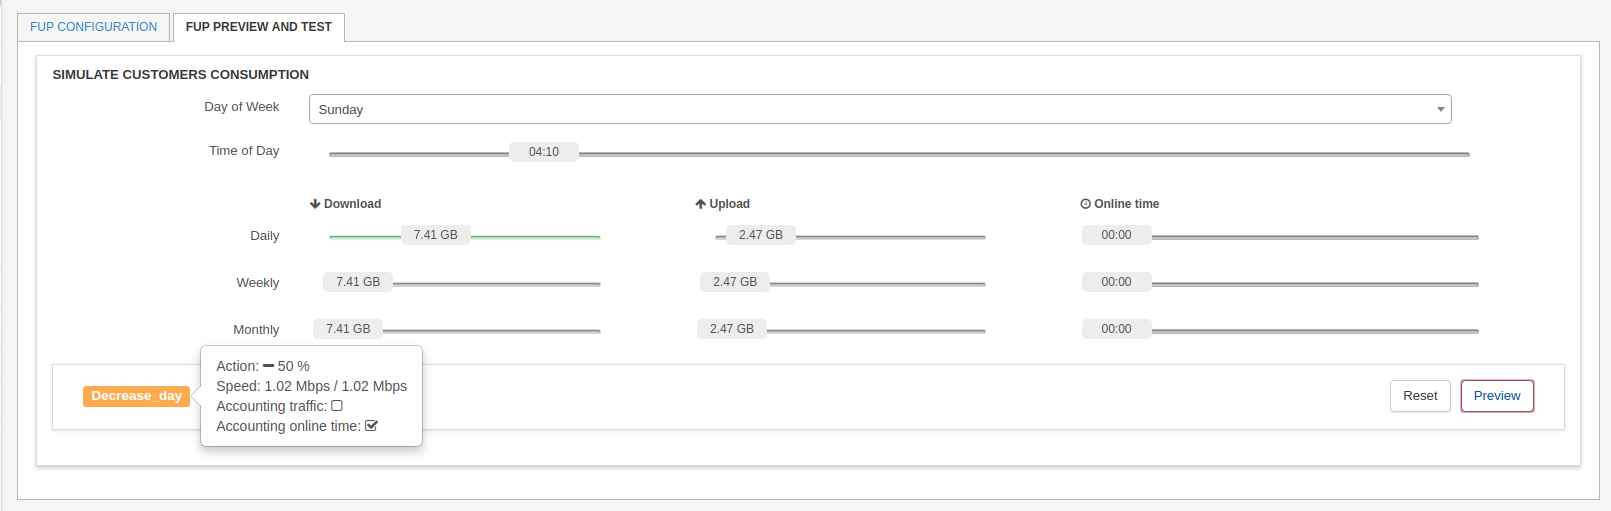 FUP CONFIGURATION
FUP PREVIEW AND TEST
SIMULATE CUSTOMERS CONSUMPTION
Day of Week
Sunday
Time of Day
04:10
Download
Upload
Online time
Daily
7.41 GB
2.47 GB
00:00
Weekly
7.41 GB
2.47 GB
00:00
Monthly
7.41 GB
2.47 GB
00:00
Decrease_day
Action: 50 %
Speed: 1.02 Mbps / 1.02 Mbps
Accounting traffic:
Accounting online time:
Reset
Preview